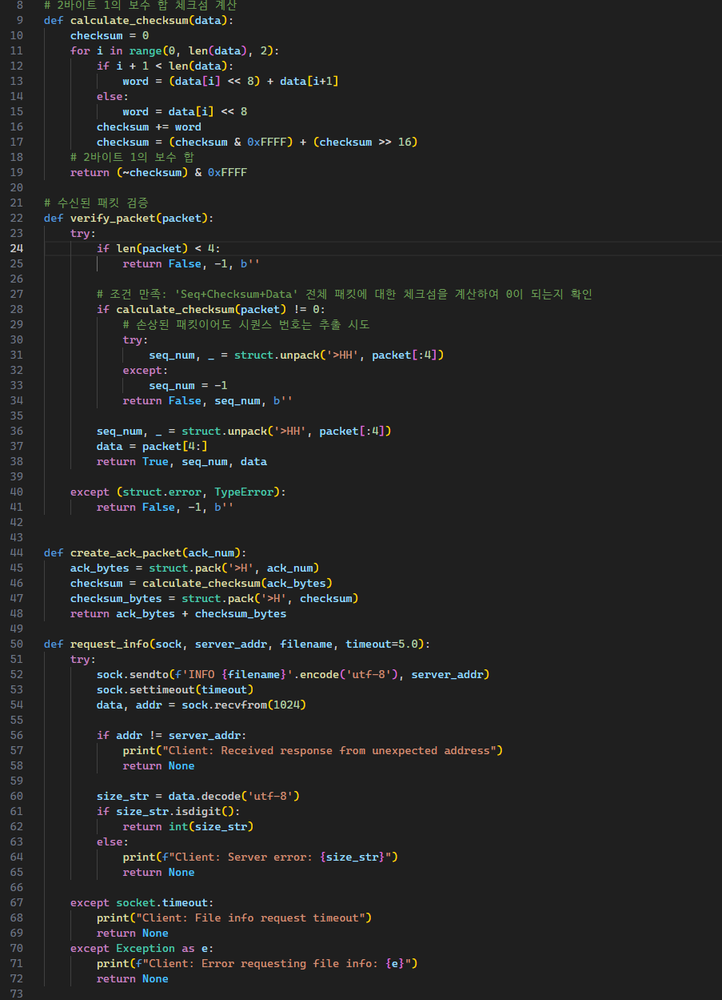 8 # 2바이트 1의 보수 합 체크섬 계산
9 def calculate_checksum(data):
10     checksum = 0
11     for i in range(0, len(data), 2):
12         if i + 1 < len(data):
13             word = (data[i] << 8) + data[i+1]
14         else:
15             word = data[i] << 8
16         checksum += word
17         checksum = (checksum & 0xFFFF) + (checksum >> 16)
18     # 2바이트 1의 보수 합
19     return (~checksum) & 0xFFFF
20
21 # 수신된 패킷 검증
22 def verify_packet(packet):
23     try:
24         if len(packet) < 4:
25             return False, -1, b''
26
27         # 조건 만족: 'Seq+Checksum+Data' 전체 패킷에 대한 체크섬을 계산하여 0이 되는지 확인
28         if calculate_checksum(packet) != 0:
29             # 손상된 패킷이어도 시퀀스 번호는 추출 시도
30             try:
31                 seq_num, _ = struct.unpack('>HH', packet[:4])
32             except:
33                 seq_num = -1
34             return False, seq_num, b''
35
36         seq_num, _ = struct.unpack('>HH', packet[:4])
37         data = packet[4:]
38         return True, seq_num, data
39
40     except (struct.error, TypeError):
41         return False, -1, b''
42
43
44 def create_ack_packet(ack_num):
45     ack_bytes = struct.pack('>H', ack_num)
46     checksum = calculate_checksum(ack_bytes)
47     checksum_bytes = struct.pack('>H', checksum)
48     return ack_bytes + checksum_bytes
49
50 def request_info(sock, server_addr, filename, timeout=5.0):
51     try:
52         sock.sendto(f'INFO {filename}'.encode('utf-8'), server_addr)
53         sock.settimeout(timeout)
54         data, addr = sock.recvfrom(1024)
55
56         if addr != server_addr:
57             print("Client: Received response from unexpected address")
58             return None
59
60         size_str = data.decode('utf-8')
61         if size_str.isdigit():
62             return int(size_str)
63         else:
64             print(f"Client: Server error: {size_str}")
65             return None
66
67     except socket.timeout:
68         print("Client: File info request timeout")
69         return None
70     except Exception as e:
71         print(f"Client: Error requesting file info: {e}")
72         return None
73